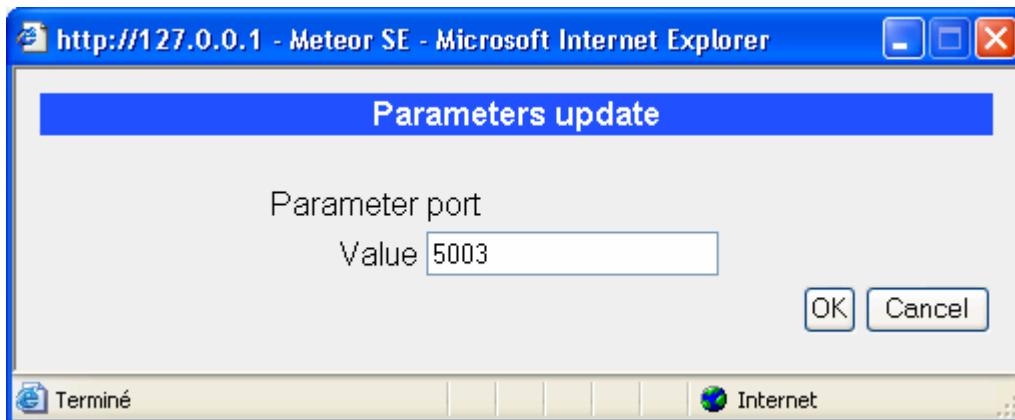 http://127.0.0.1 - Meteor SE - Microsoft Internet Explorer
Parameters update
Parameter port
Value 5003
OK Cancel
Terminé Internet